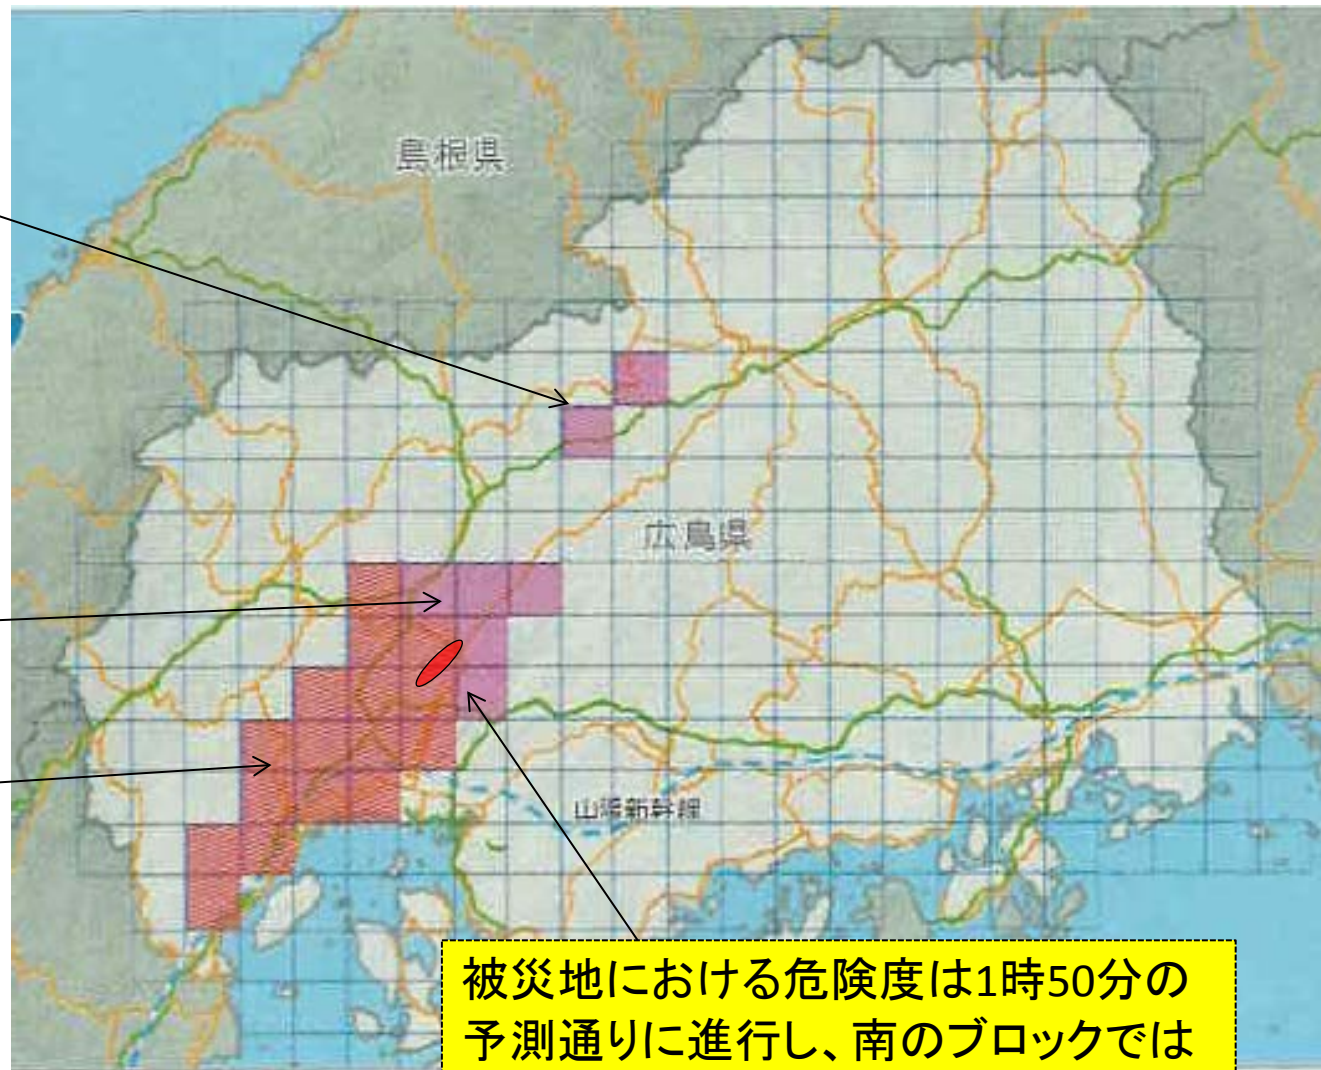 島根県
広島県
山陽新幹線
被災地における危険度は1時50分の
予測通りに進行し、南のブロックでは